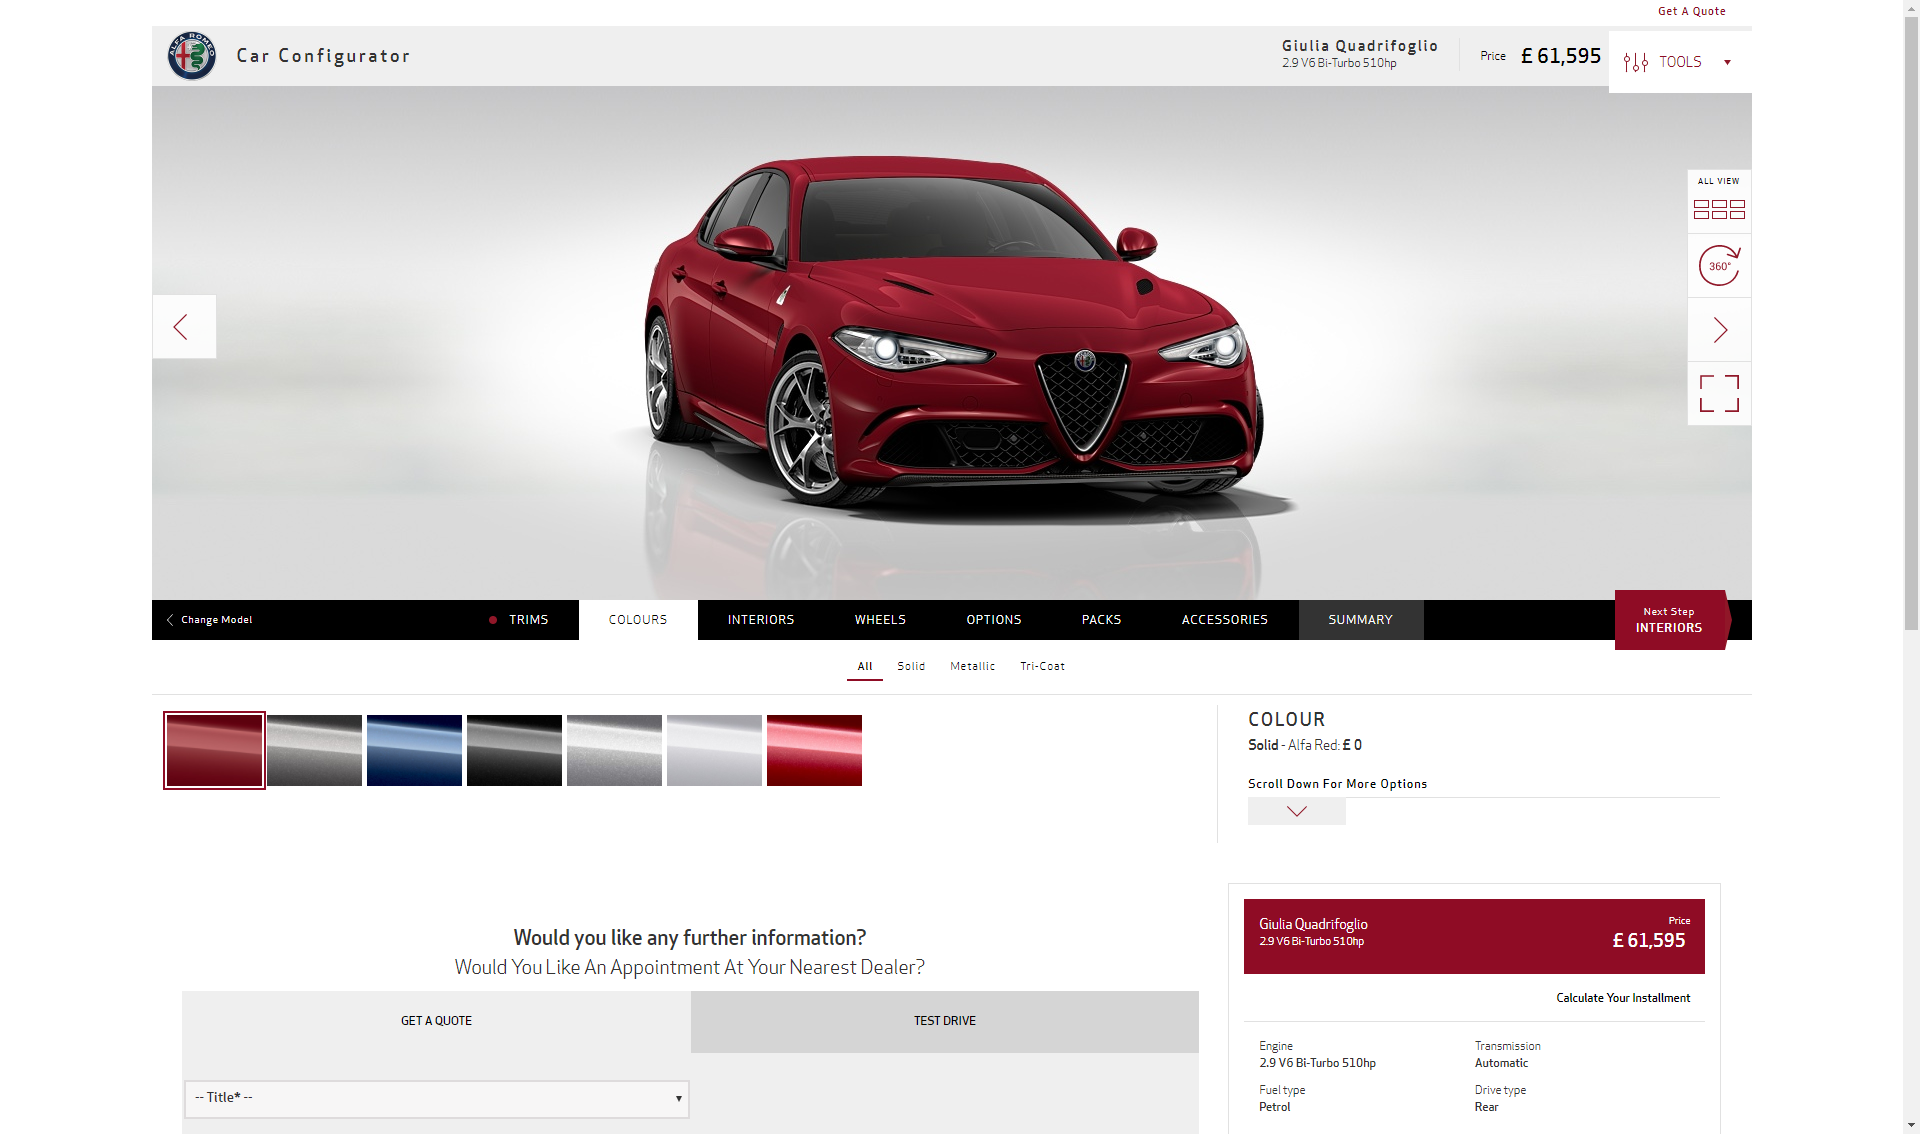 Get A Quote
ALFA ROMEO
Car Configurator
Giulia Quadrifoglio
2.9 V6 Bi-Turbo 510hp
Price £ 61,595
TOOLS
ALL VIEW
360°
Change Model
TRIMS
COLOURS
INTERIORS
WHEELS
OPTIONS
PACKS
ACCESSORIES
SUMMARY
Next Step
INTERIORS
All
Solid
Metallic
Tri-Coat
COLOUR
Solid - Alfa Red: £ 0
Scroll Down For More Options
Would you like any further information?
Would You Like An Appointment At Your Nearest Dealer?
GET A QUOTE
TEST DRIVE
-- Title* --
Giulia Quadrifoglio
2.9 V6 Bi-Turbo 510hp
Price
£ 61,595
Calculate Your Installment
Engine
2.9 V6 Bi-Turbo 510hp
Transmission
Automatic
Fuel type
Petrol
Drive type
Rear